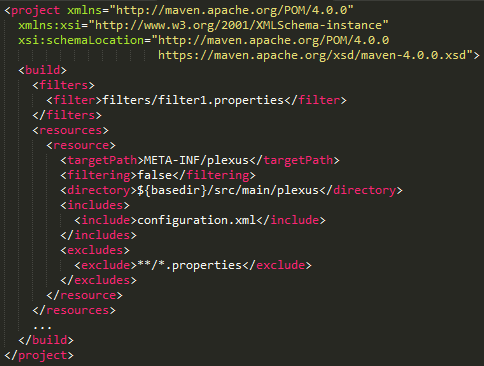 <project xmlns="http://maven.apache.org/POM/4.0.0"
  xmlns:xsi="http://www.w3.org/2001/XMLSchema-instance"
  xsi:schemaLocation="http://maven.apache.org/POM/4.0.0
                      https://maven.apache.org/xsd/maven-4.0.0.xsd">
  <build>
    <filters>
      <filter>filters/filter1.properties</filter>
    </filters>
    <resources>
      <resource>
        <targetPath>META-INF/plexus</targetPath>
        <filtering>false</filtering>
        <directory>${basedir}/src/main/plexus</directory>
        <includes>
          <include>configuration.xml</include>
        </includes>
        <excludes>
          <exclude>**/*.properties</exclude>
        </excludes>
      </resource>
    </resources>
    ...
  </build>
</project>